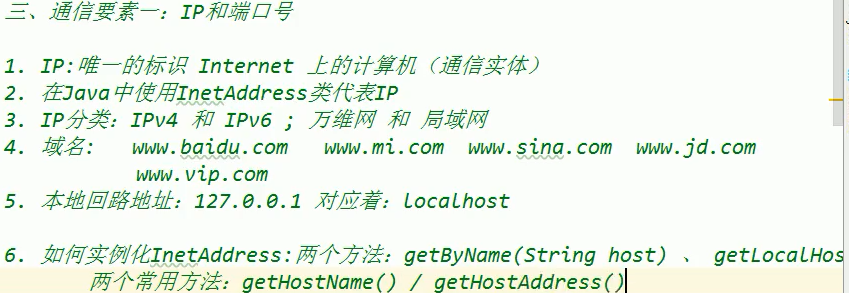 三、通信要素一：IP和端口号
1. IP:唯一的标识 Internet 上的计算机（通信实体）
2. 在Java中使用InetAddress类代表IP
3. IP分类：IPv4 和 IPv6 ; 万维网 和 局域网
4. 域名: www.baidu.com www.mi.com www.sina.com www.jd.com
www.vip.com
5. 本地回路地址：127.0.0.1 对应着：localhost
6. 如何实例化InetAddress:两个方法：getByName(String host) 、 getLocalHos
两个常用方法：getHostName() / getHostAddress()